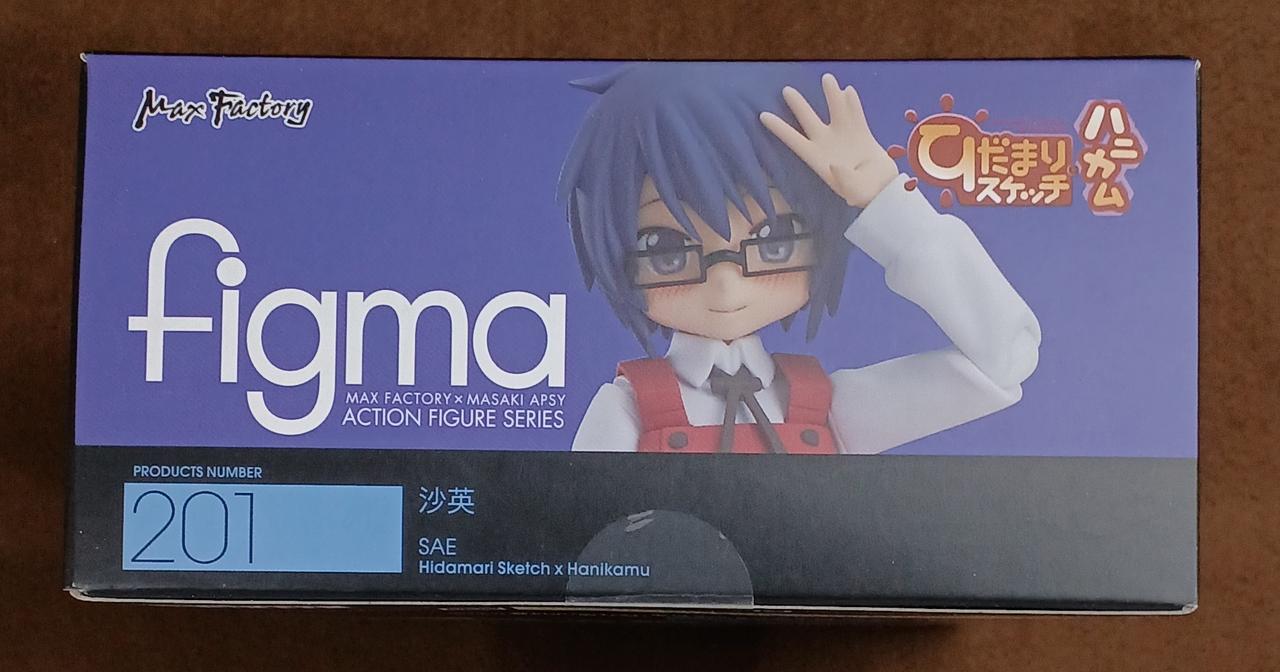 Max Factory
ひだまり
スケッチ
ハニカム
figma
MAX FACTORY × MASAKI APSY
ACTION FIGURE SERIES
PRODUCTS NUMBER
201
沙英
SAE
Hidamari Sketch x Hanikamu